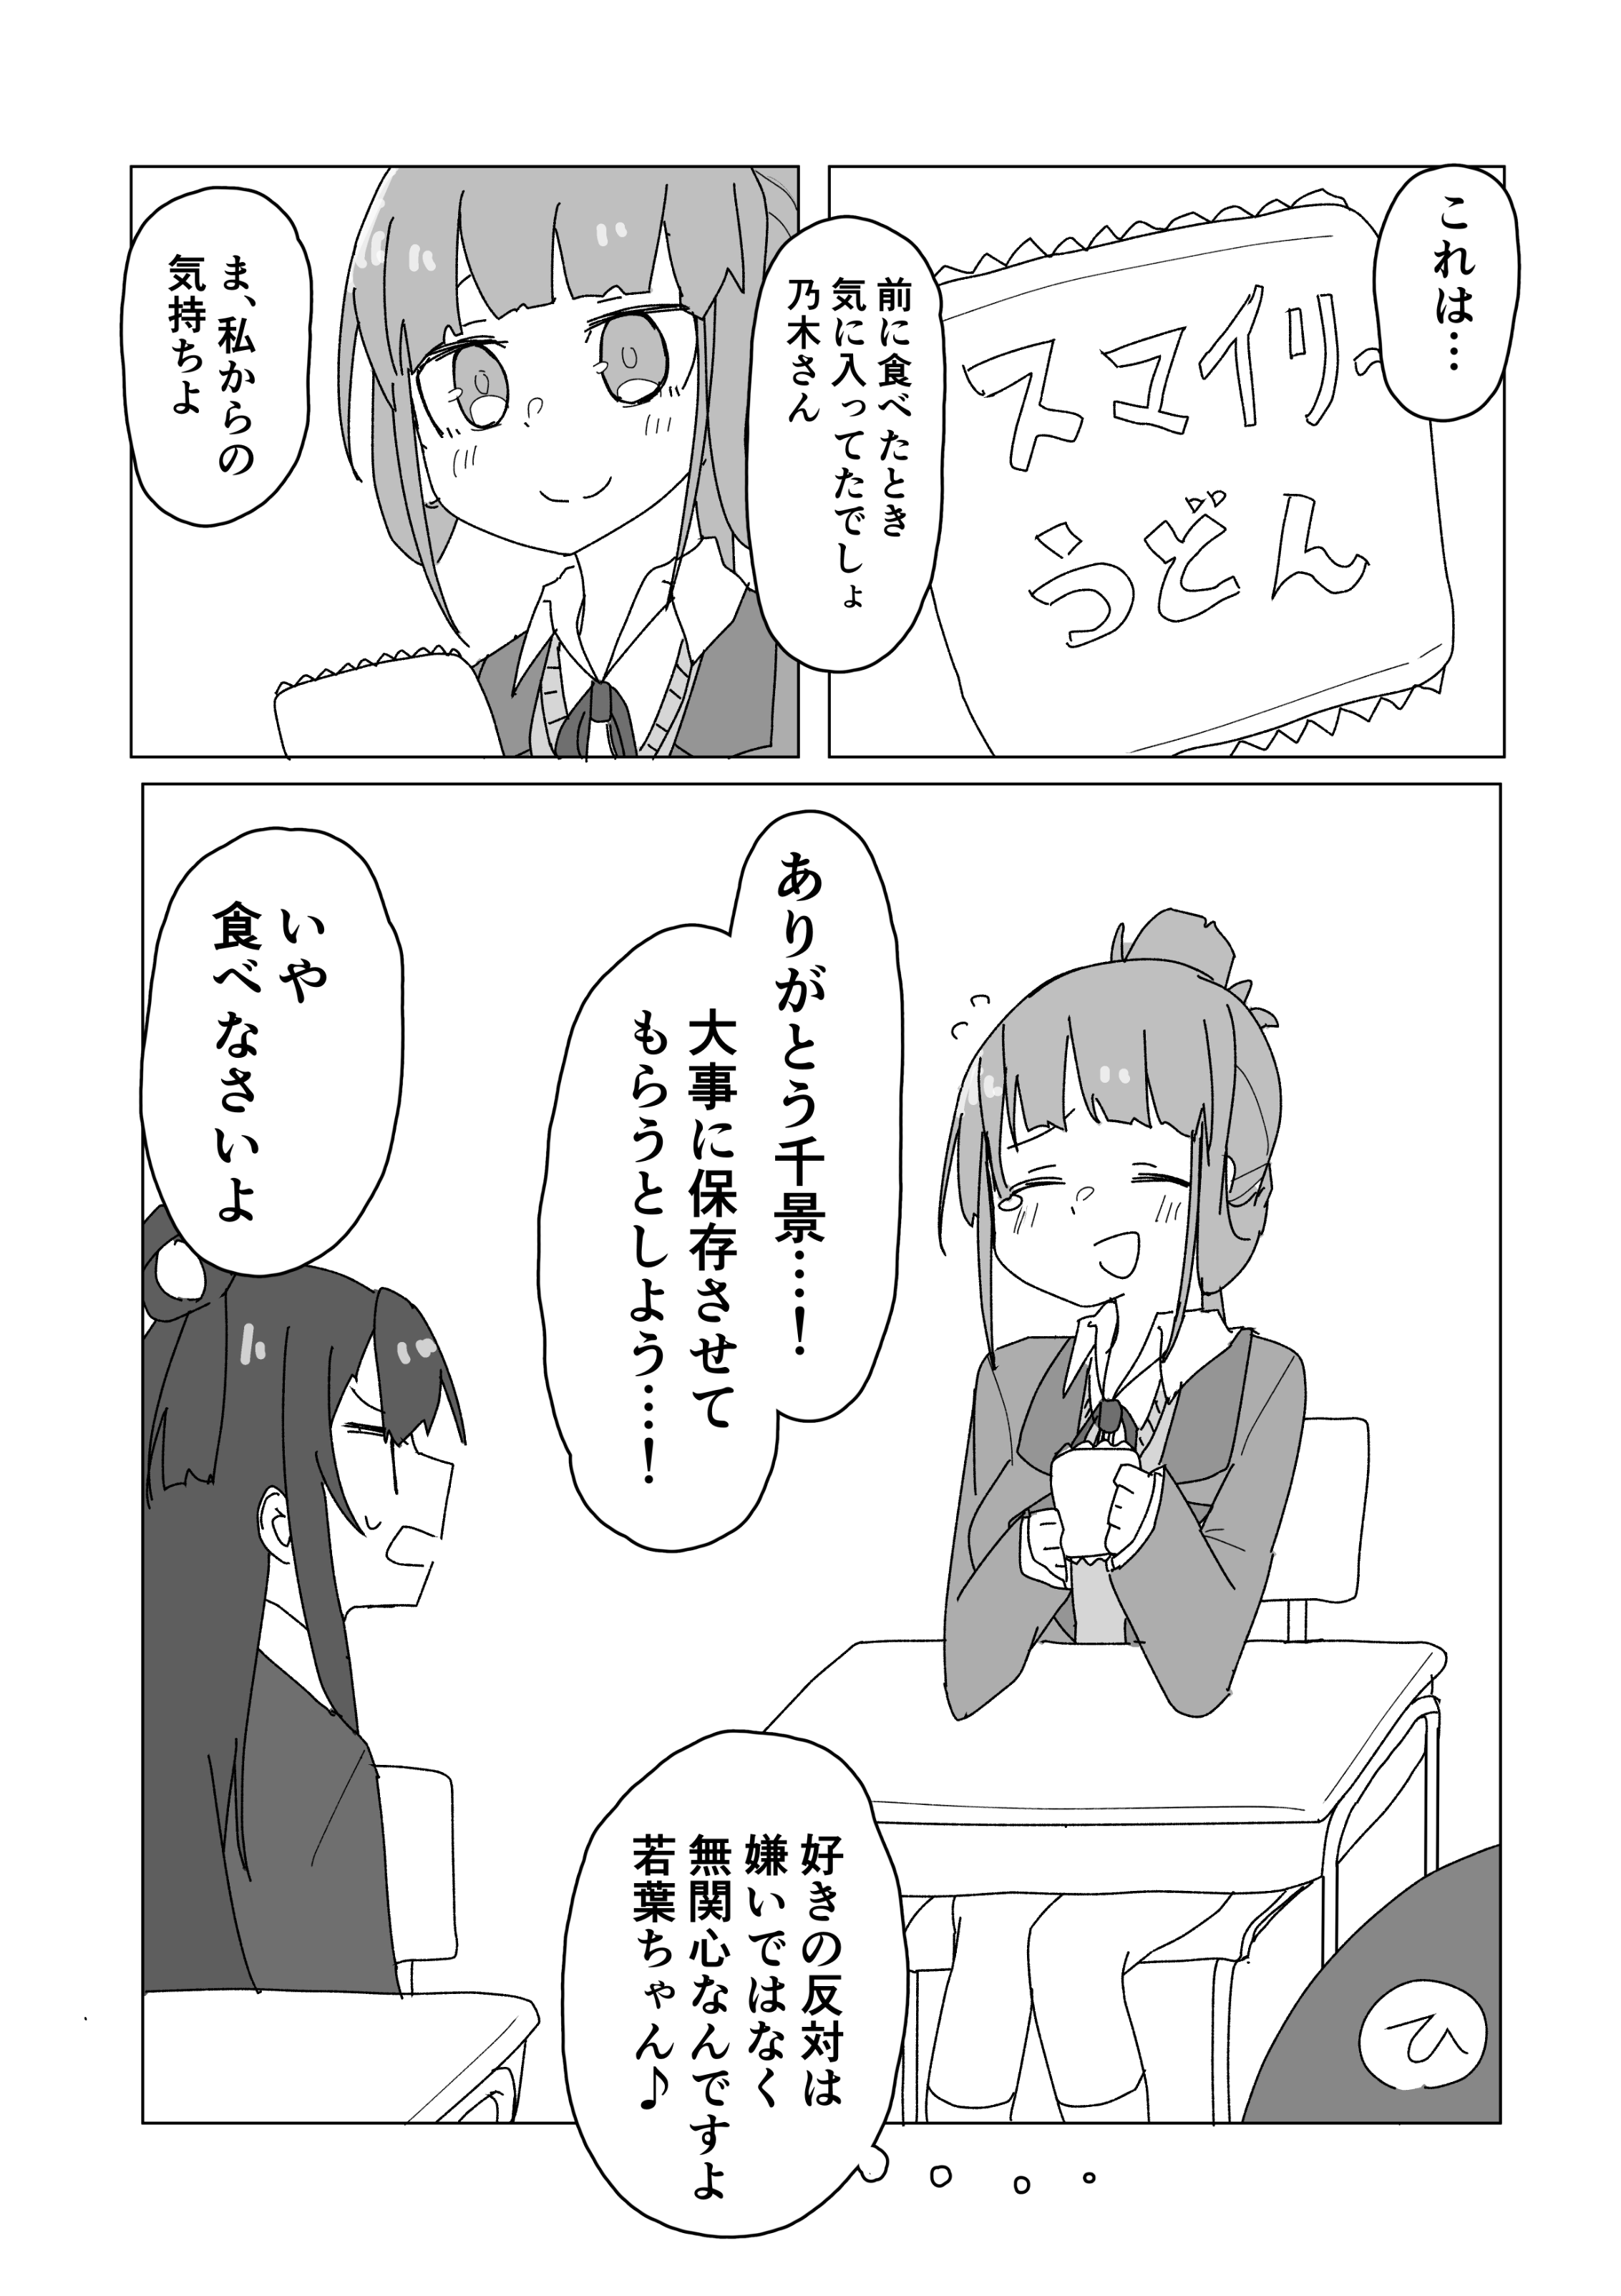 これは…
スコイリっ
うどん
前に食べたとき
気に入ってたでしょ
乃木さん
ま、私からの
気持ちよ
ありがとう千景……!
大事に保存させて
もらうとしよう……!
いや
食べなさいよ
好きの反対は
嫌いではなく
無関心なんですよ
若葉ちゃん♪
ひ